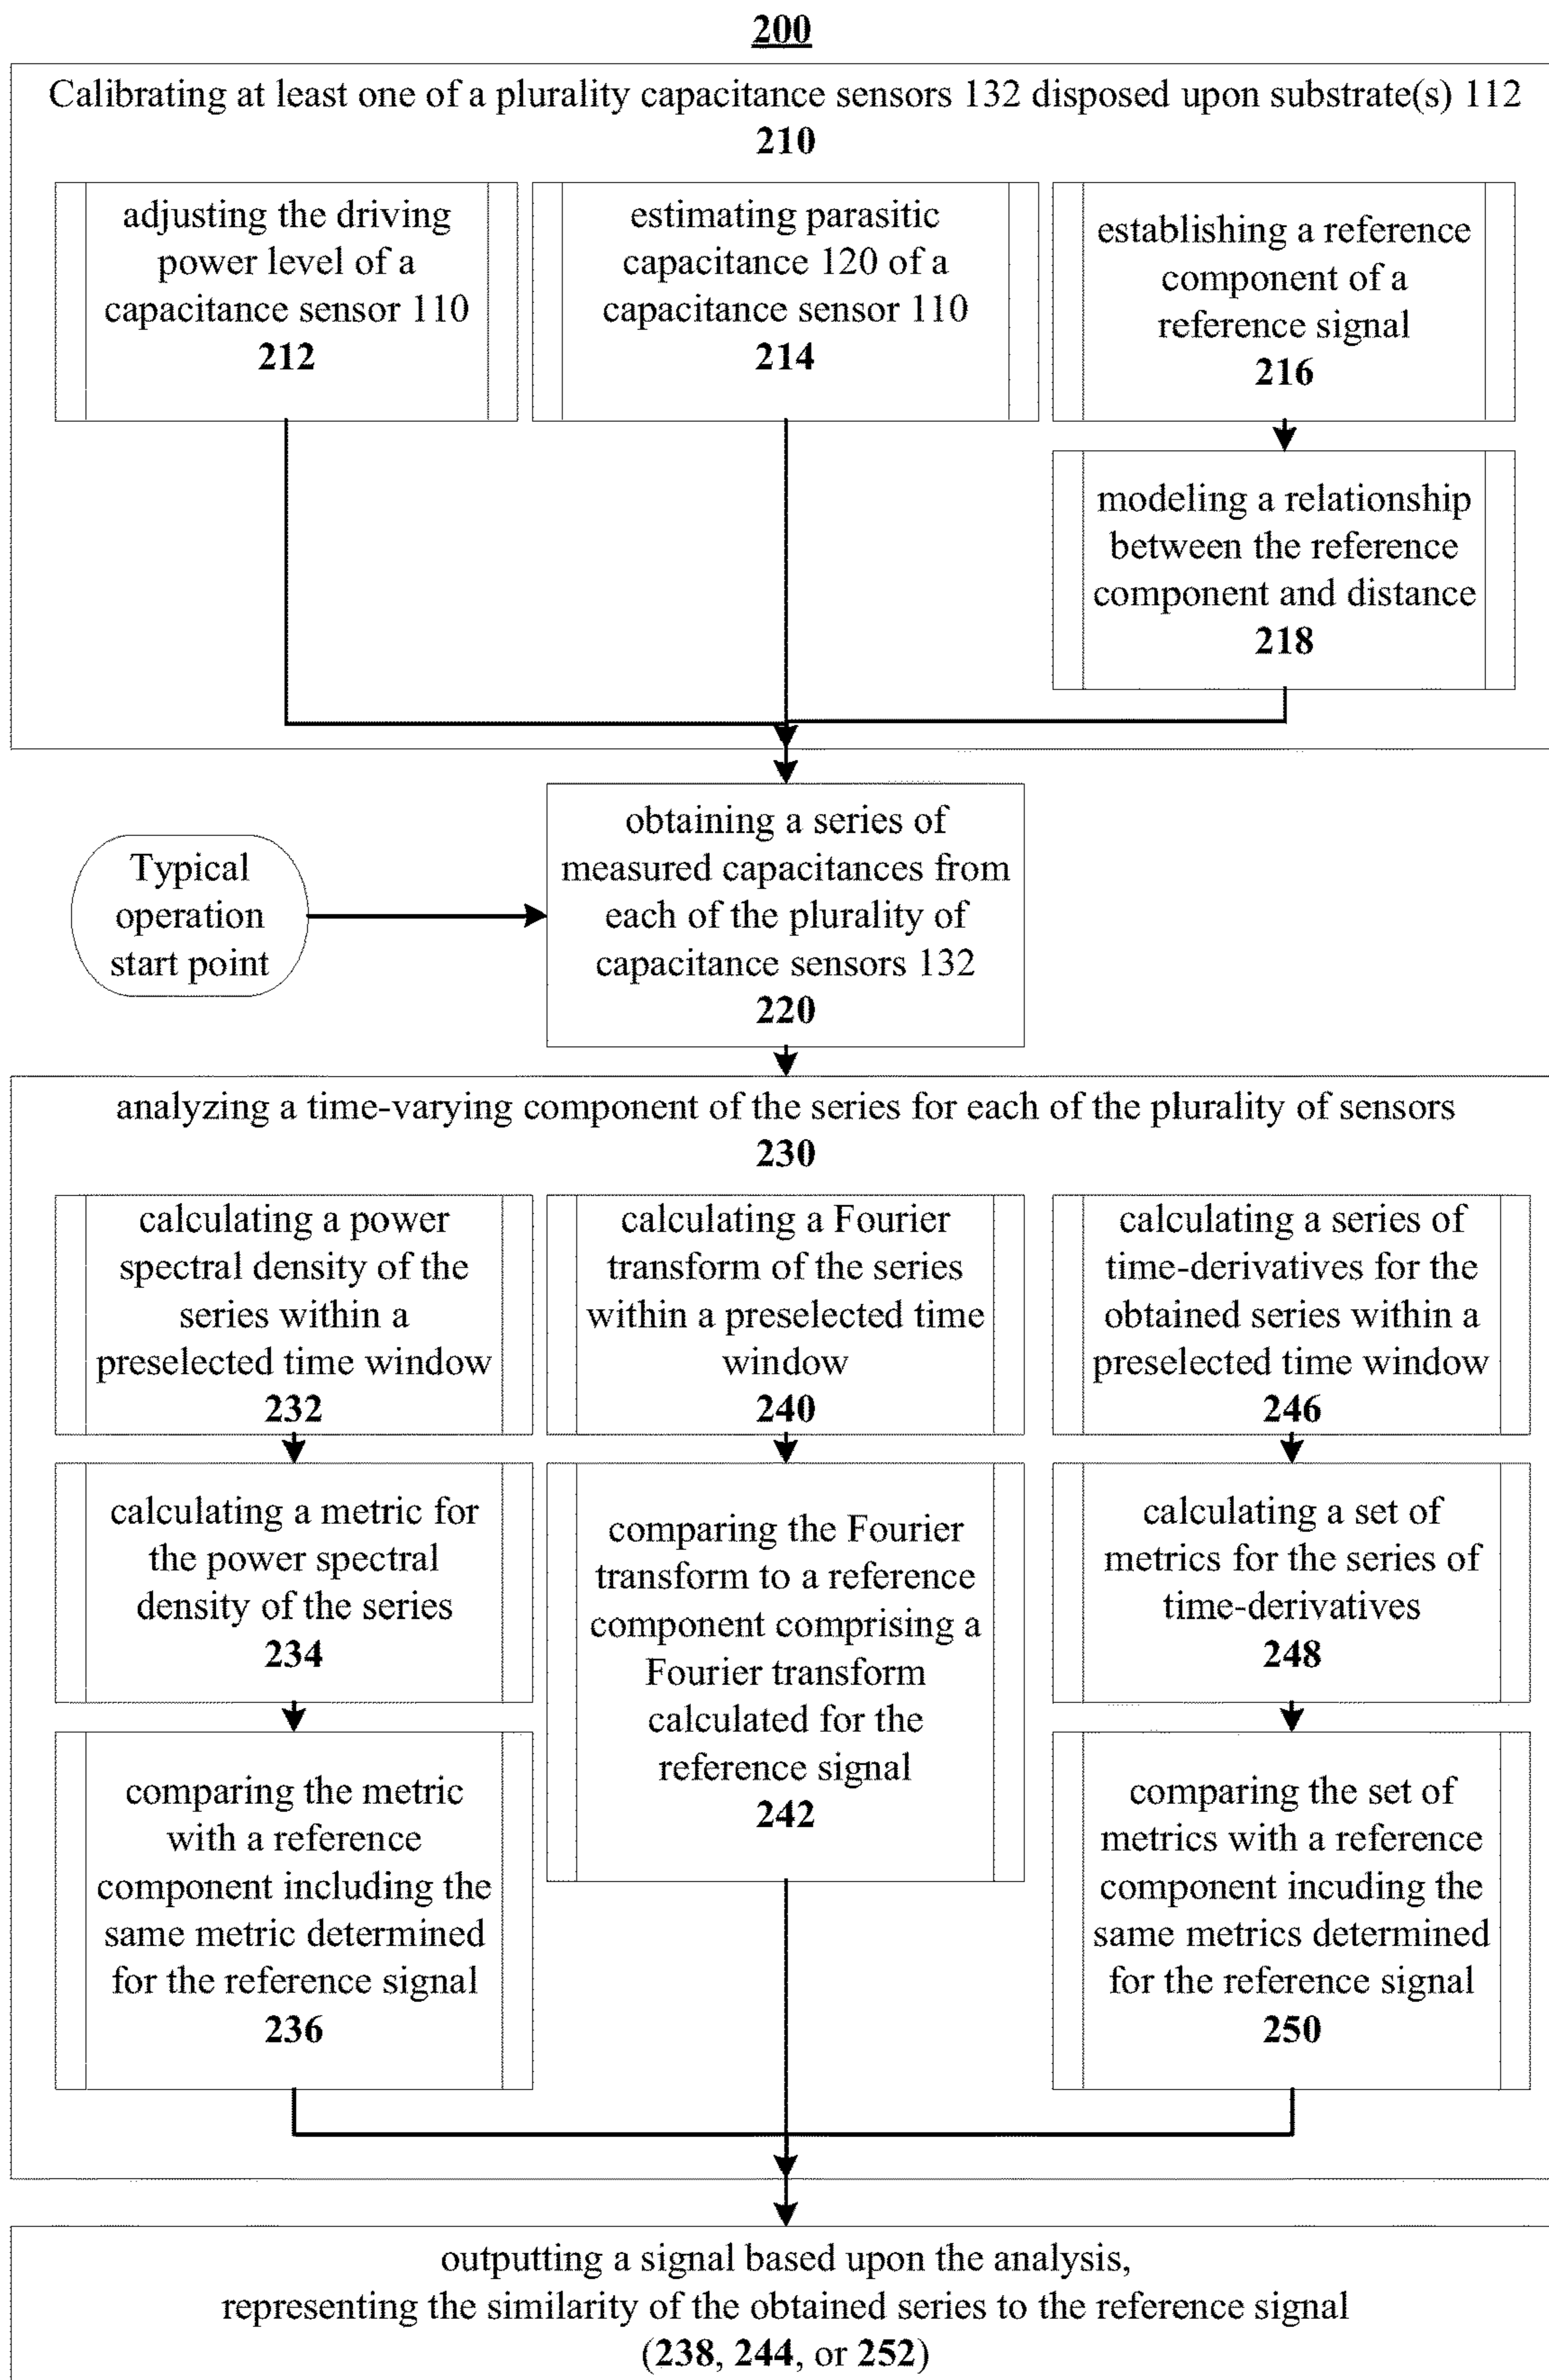 200
Calibrating at least one of a plurality capacitance sensors 132 disposed upon substrate(s) 112
210
adjusting the driving
power level of a
capacitance sensor 110
212
estimating parasitic
capacitance 120 of a
capacitance sensor 110
214
establishing a reference
component of a
reference signal
216
modeling a relationship
between the reference
component and distance
218
Typical
operation
start point
obtaining a series of
measured capacitances from
each of the plurality of
capacitance sensors 132
220
analyzing a time-varying component of the series for each of the plurality of sensors
230
calculating a power
spectral density of the
series within a
preselected time window
232
calculating a metric for
the power spectral
density of the series
234
comparing the metric
with a reference
component including the
same metric determined
for the reference signal
236
calculating a Fourier
transform of the series
within a preselected time
window
240
comparing the Fourier
transform to a reference
component comprising a
Fourier transform
calculated for the
reference signal
242
calculating a series of
time-derivatives for the
obtained series within a
preselected time window
246
calculating a set of
metrics for the series of
time-derivatives
248
comparing the set of
metrics with a reference
component incuding the
same metrics determined
for the reference signal
250
outputting a signal based upon the analysis,
representing the similarity of the obtained series to the reference signal
(238, 244, or 252)